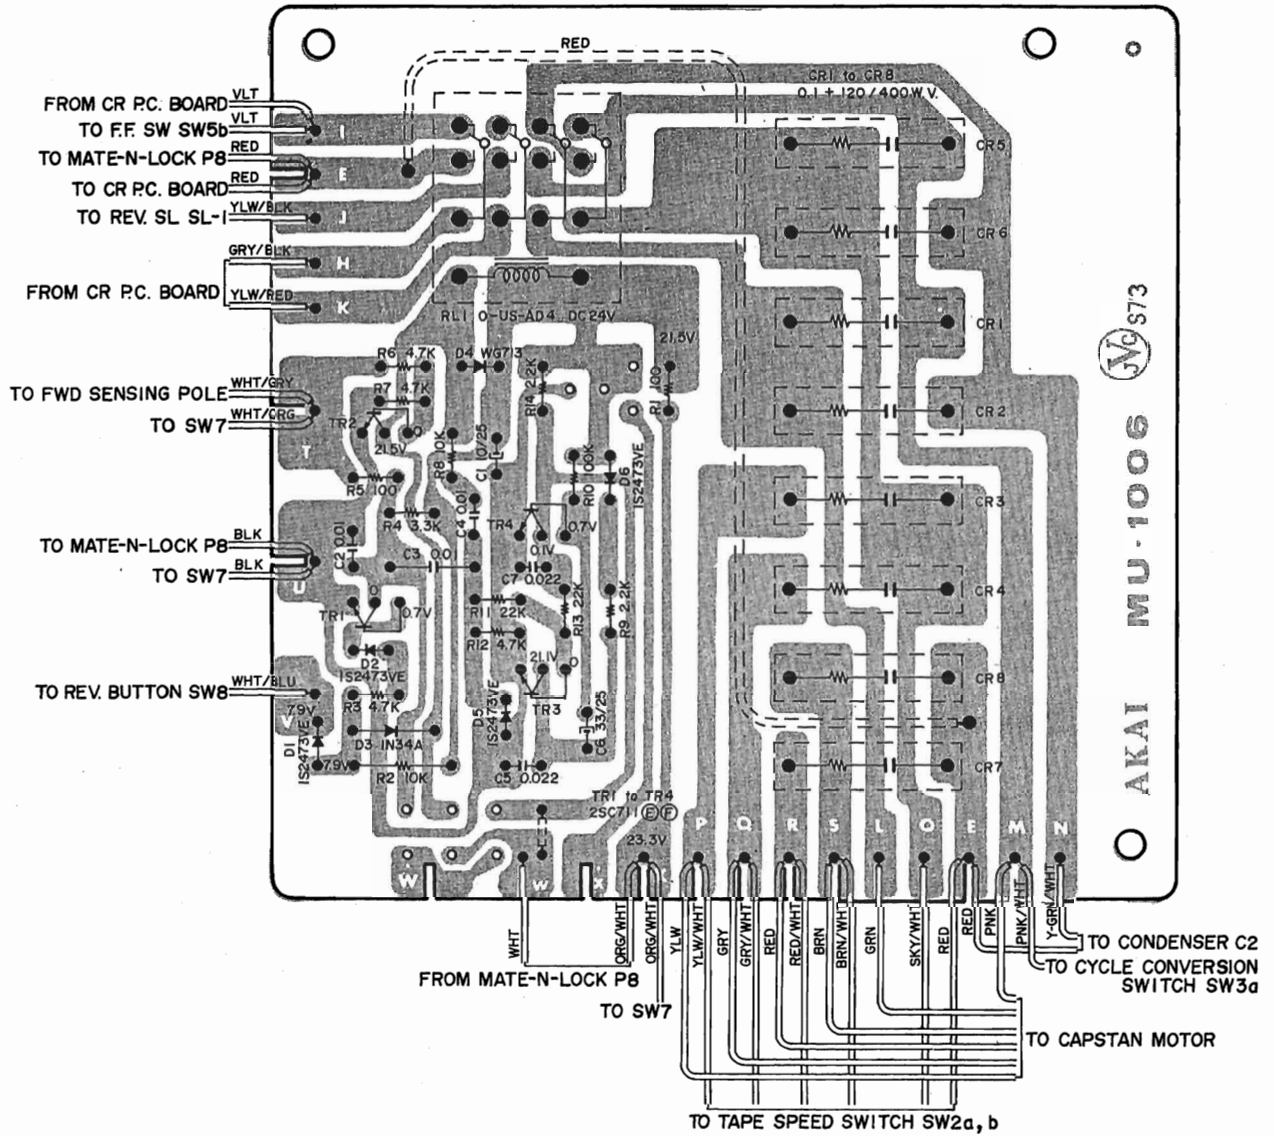 RED
CR1 to CR8
0.1 + 120/400W.V.
FROM CR P.C. BOARD VLT
TO F.F. SW SW5b VLT
I
TO MATE-N-LOCK P8 RED
E
TO CR P.C. BOARD RED
TO REV. SL SL-1 YLW/BLK
J
GRY/BLK
H
FROM CR P.C. BOARD
YLW/RED
K
RL1 0-US-AD4 DC24V
CR5
CR6
CR1
CR2
CR3
CR4
CR8
CR7
S73
MU-1006
AKAI
21.5V
R6 4.7K
D4 WG713
R14 2.2K
R1 100
TO FWD SENSING POLE WHT/GRY
TO SW7 WHT/ORG
R7 4.7K
TR2
0
21.5V
T
R8 10K
C1 10/25
R10 100K
D6
IS2473VE
R5 100
R4 3.3K
C4 0.01
TR4
0.7V
0.1V
TO MATE-N-LOCK P8 BLK
TO SW7 BLK
C2 0.01
C3 0.01
C7 0.022
U
TR1
0
0.7V
R11 22K
R13 22K
R9 2.2K
R12 4.7K
D2
IS2473VE
21.1V
0
TR3
TO REV. BUTTON SW8 WHT/BLU
R3 4.7K
7.9V
V
D1
IS2473VE
D3 IN34A
7.9V
R2 10K
D5
IS2473VE
C6 33/25
C5 0.022
TR1 to TR4
2SC711 E F
23.3V
P Q R S L O E M N
W
W
X
WHT
ORG/WHT
ORG/WHT
YLW
YLW/WHT
GRY
GRY/WHT
RED
RED/WHT
BRN
BRN/WHT
GRN
SKY/WHT
RED
RED
PNK
PNK/WHT
Y-GRN/WHT
FROM MATE-N-LOCK P8
TO SW7
TO CONDENSER C2
TO CYCLE CONVERSION
SWITCH SW3a
TO CAPSTAN MOTOR
TO TAPE SPEED SWITCH SW2a, b